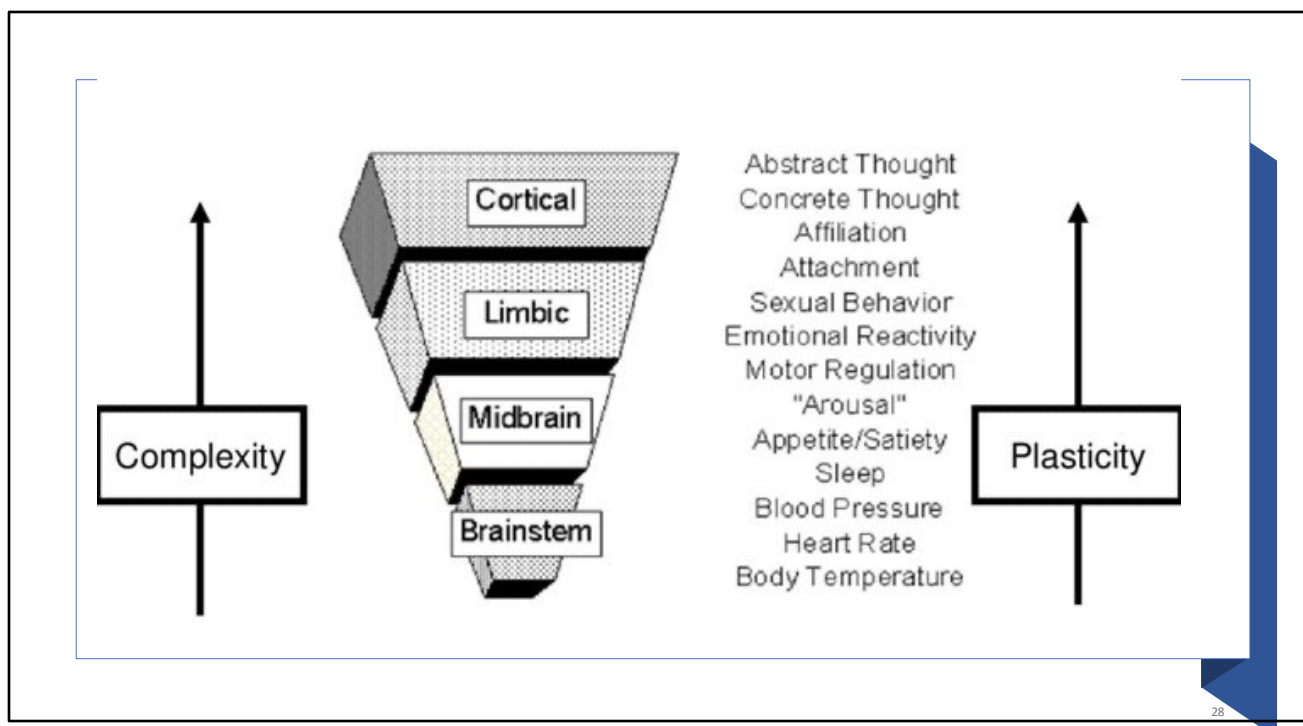 Complexity
Cortical
Limbic
Midbrain
Brainstem
Abstract Thought
Concrete Thought
Affiliation
Attachment
Sexual Behavior
Emotional Reactivity
Motor Regulation
"Arousal"
Appetite/Satiety
Sleep
Blood Pressure
Heart Rate
Body Temperature
Plasticity
28